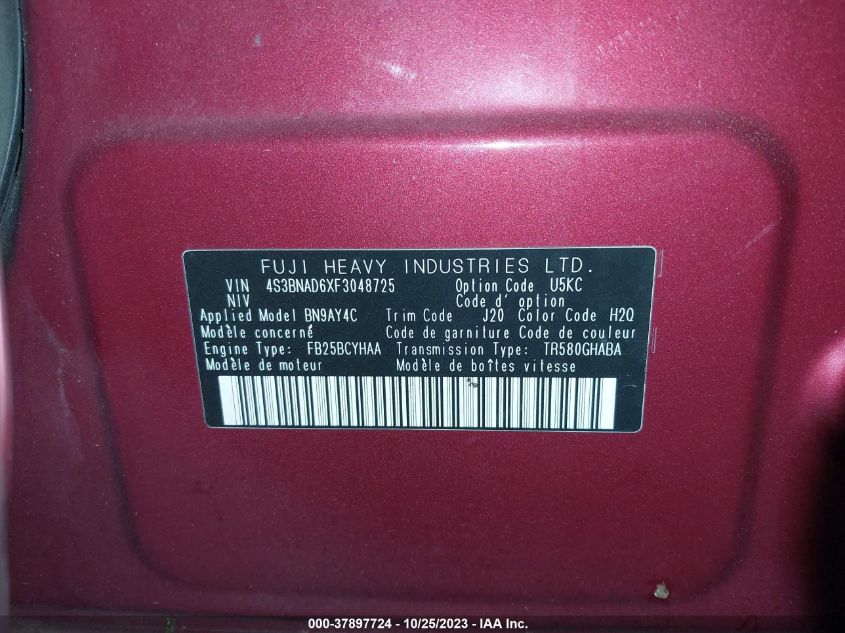 FUJI HEAVY INDUSTRIES LTD.
VIN 4S3BNAD6XF3048725 Option Code U5KC
NIV Code d' option
Applied Model BN9AY4C Trim Code J20 Color Code H2Q
Modèle concerné Code de garniture Code de couleur
Engine Type: FB25BCYHAA Transmission Type: TR580GHABA
Modèle de moteur Modèle de boîtes vitesse
000-37897724 - 10/25/2023 - IAA Inc.